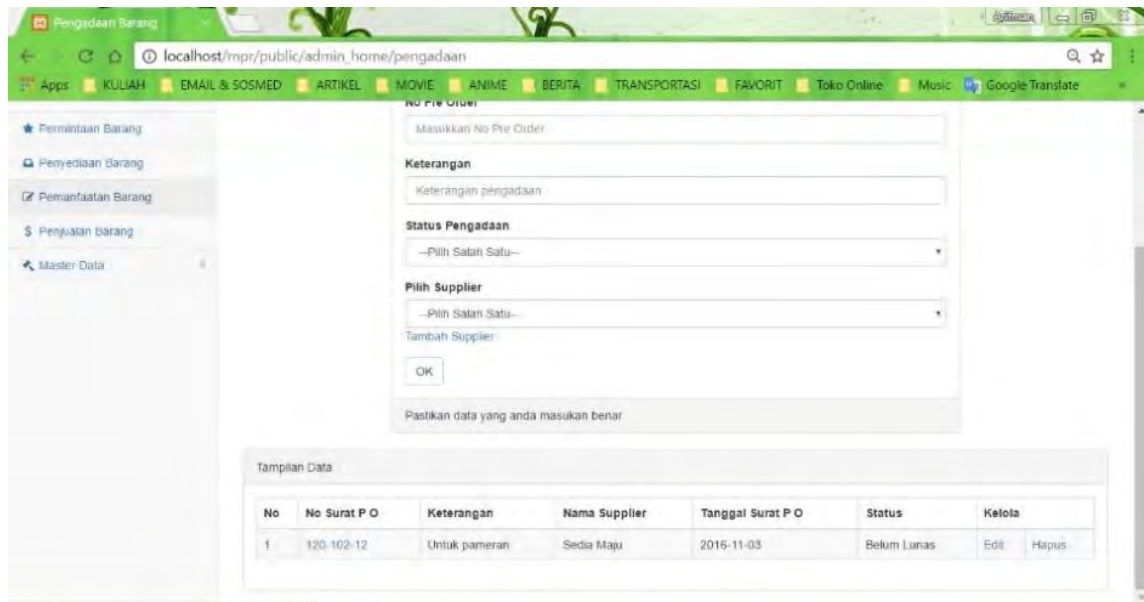 Pengadaan Barang
localhost/mpr/public/admin_home/pengadaan
Apps KULIAH EMAIL & SOSMED ARTIKEL MOVIE ANIME BERITA TRANSPORTASI FAVORIT Toko Online Music Google Translate
Permintaan Barang
Penyediaan Barang
Pemanfaatan Barang
Penjualan Barang
Master Data
No Pre Order
Masukkan No Pre Order
Keterangan
Keterangan pengadaan
Status Pengadaan
--Pilih Salah Satu--
Pilih Supplier
--Pilih Salah Satu--
Tambah Supplier
OK
Pastikan data yang anda masukan benar
Tampilan Data
No No Surat P O Keterangan Nama Supplier Tanggal Surat P O Status Kelola
1 120-102-12 Untuk pameran Sedia Maju 2016-11-03 Belum Lunas Edit Hapus